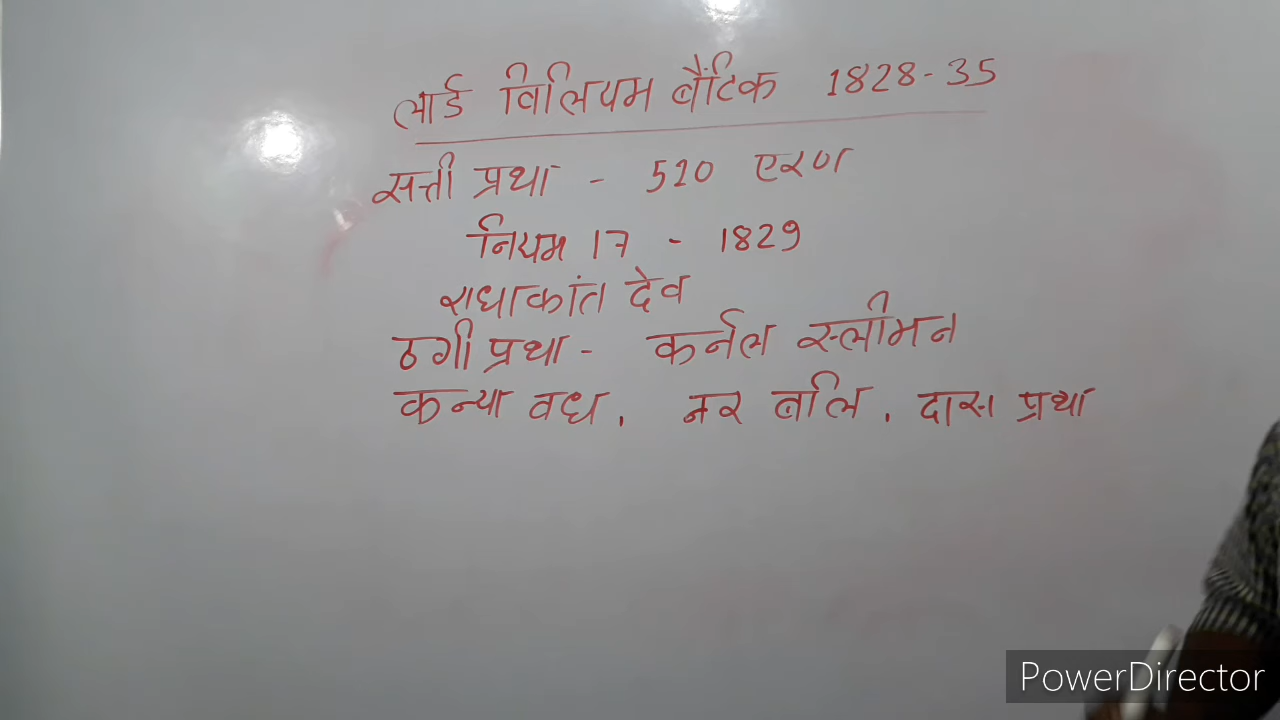 लार्ड विलियम बैंटिक 1828-35
सत्ती प्रथा - 510 एरण
नियम 17 - 1829
राधाकांत देव
ठगी प्रथा - कर्नल स्लीमन
कन्या वध, नर बलि, दास प्रथा
PowerDirector